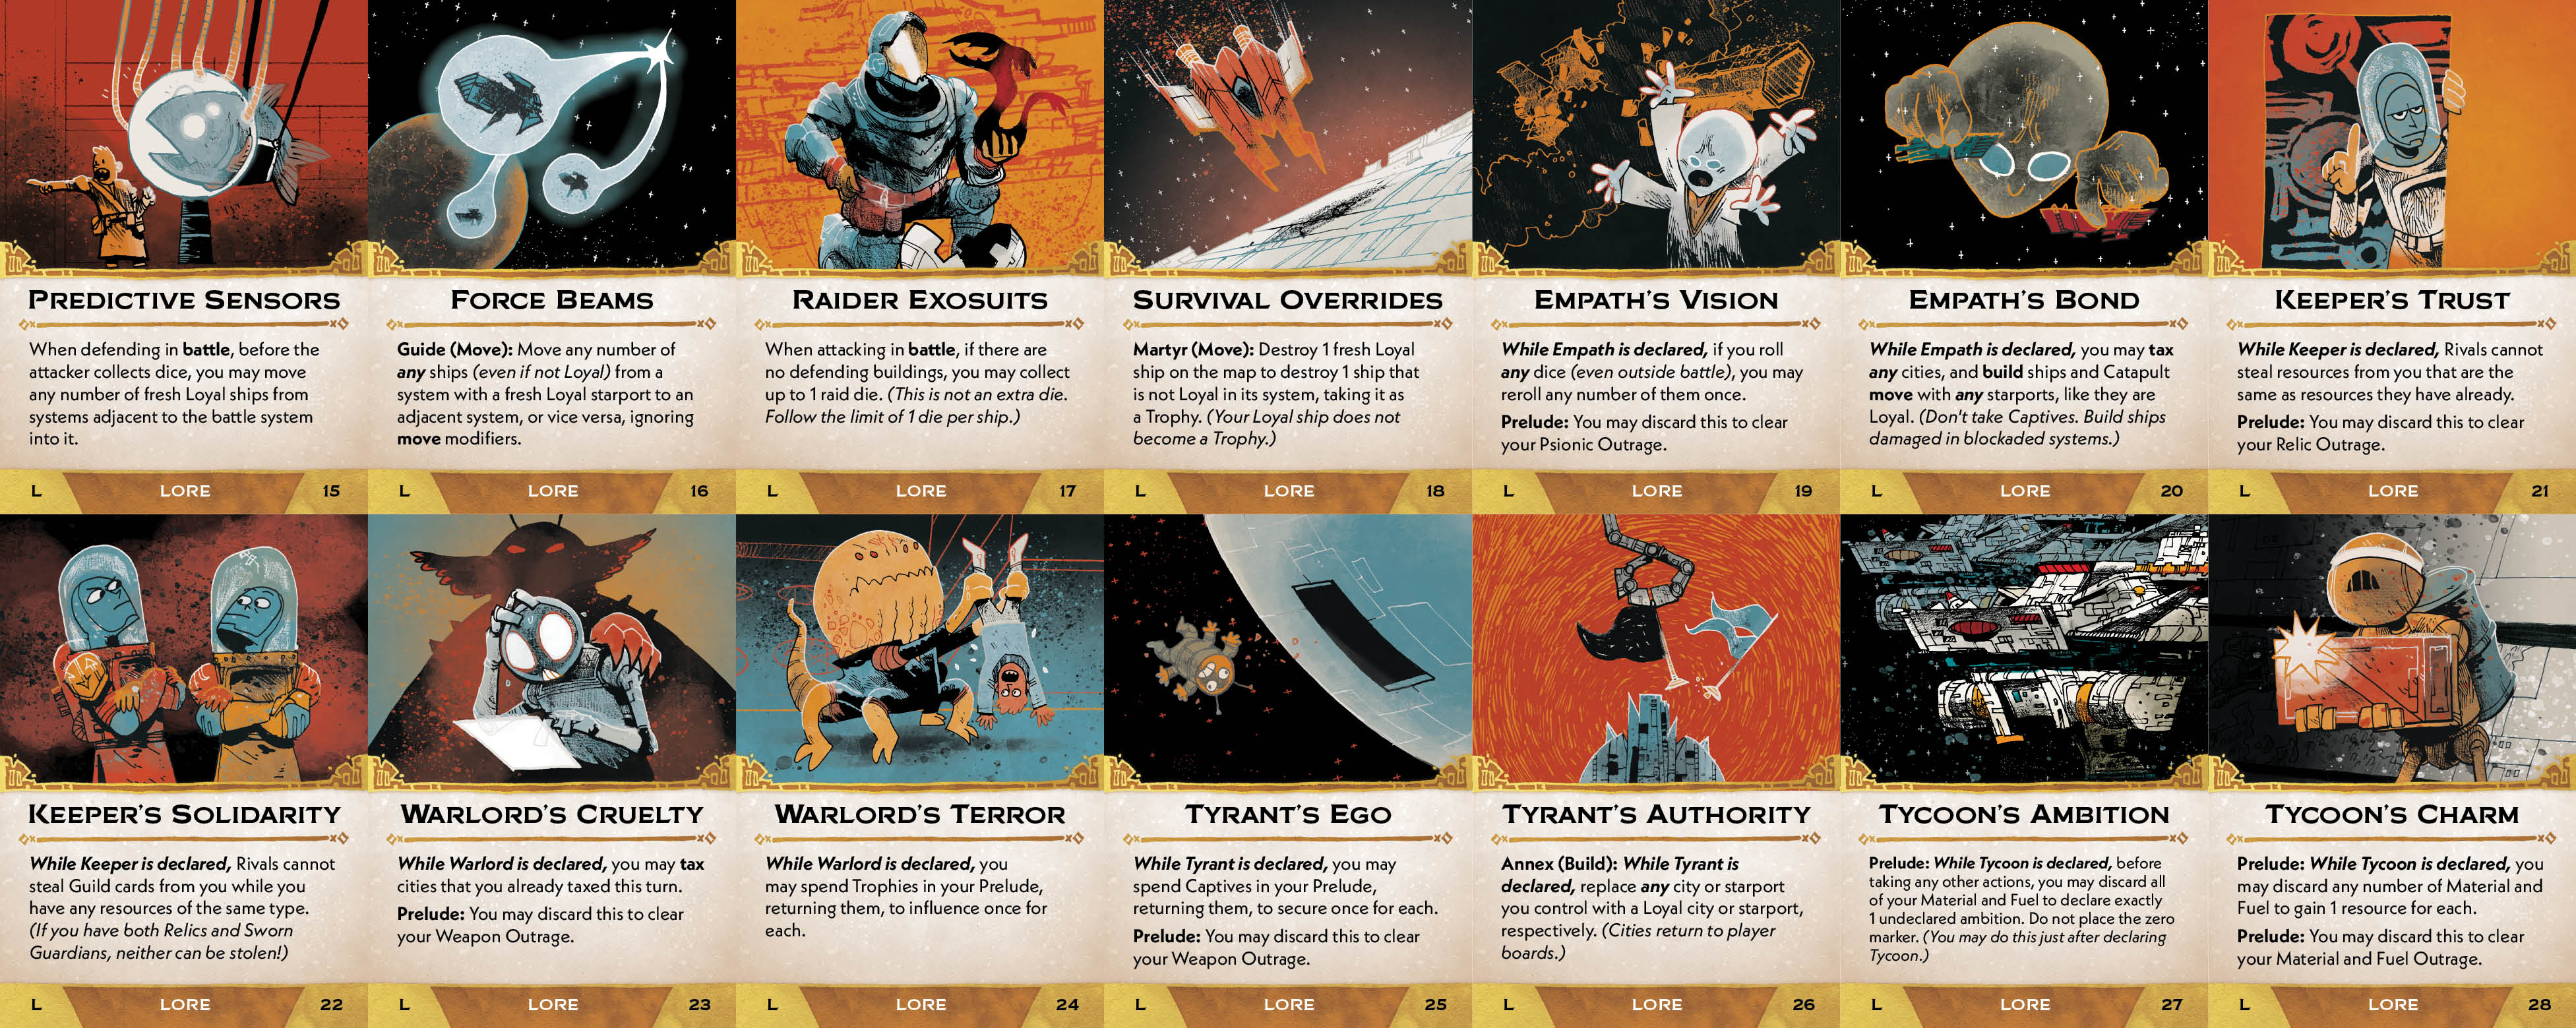 PREDICTIVE SENSORS
When defending in battle, before the
attacker collects dice, you may move
any number of fresh Loyal ships from
systems adjacent to the battle system
into it.
L LORE 15
FORCE BEAMS
Guide (Move): Move any number of
any ships (even if not Loyal) from a
system with a fresh Loyal starport to an
adjacent system, or vice versa, ignoring
move modifiers.
L LORE 16
RAIDER EXOSUITS
When attacking in battle, if there are
no defending buildings, you may collect
up to 1 raid die. (This is not an extra die.
Follow the limit of 1 die per ship.)
L LORE 17
SURVIVAL OVERRIDES
Martyr (Move): Destroy 1 fresh Loyal
ship on the map to destroy 1 ship that
is not Loyal in its system, taking it as
a Trophy. (Your Loyal ship does not
become a Trophy.)
L LORE 18
EMPATH'S VISION
While Empath is declared, if you roll
any dice (even outside battle), you may
reroll any number of them once.
Prelude: You may discard this to clear
your Psionic Outrage.
L LORE 19
EMPATH'S BOND
While Empath is declared, you may tax
any cities, and build ships and Catapult
move with any starports, like they are
Loyal. (Don't take Captives. Build ships
damaged in blockaded systems.)
L LORE 20
KEEPER'S TRUST
While Keeper is declared, Rivals cannot
steal resources from you that are the
same as resources they have already.
Prelude: You may discard this to clear
your Relic Outrage.
L LORE 21
KEEPER'S SOLIDARITY
While Keeper is declared, Rivals cannot
steal Guild cards from you while you
have any resources of the same type.
(If you have both Relics and Sworn
Guardians, neither can be stolen!)
L LORE 22
WARLORD'S CRUELTY
While Warlord is declared, you may tax
cities that you already taxed this turn.
Prelude: You may discard this to clear
your Weapon Outrage.
L LORE 23
WARLORD'S TERROR
While Warlord is declared, you
may spend Trophies in your Prelude,
returning them, to influence once for
each.
L LORE 24
TYRANT'S EGO
While Tyrant is declared, you may
spend Captives in your Prelude,
returning them, to secure once for each.
Prelude: You may discard this to clear
your Weapon Outrage.
L LORE 25
TYRANT'S AUTHORITY
Annex (Build): While Tyrant is
declared, replace any city or starport
you control with a Loyal city or starport,
respectively. (Cities return to player
boards.)
L LORE 26
TYCOON'S AMBITION
Prelude: While Tycoon is declared, before
taking any other actions, you may discard all
of your Material and Fuel to declare exactly
1 undeclared ambition. Do not place the zero
marker. (You may do this just after declaring
Tycoon.)
L LORE 27
TYCOON'S CHARM
Prelude: While Tycoon is declared, you
may discard any number of Material and
Fuel to gain 1 resource for each.
Prelude: You may discard this to clear
your Material and Fuel Outrage.
L LORE 28